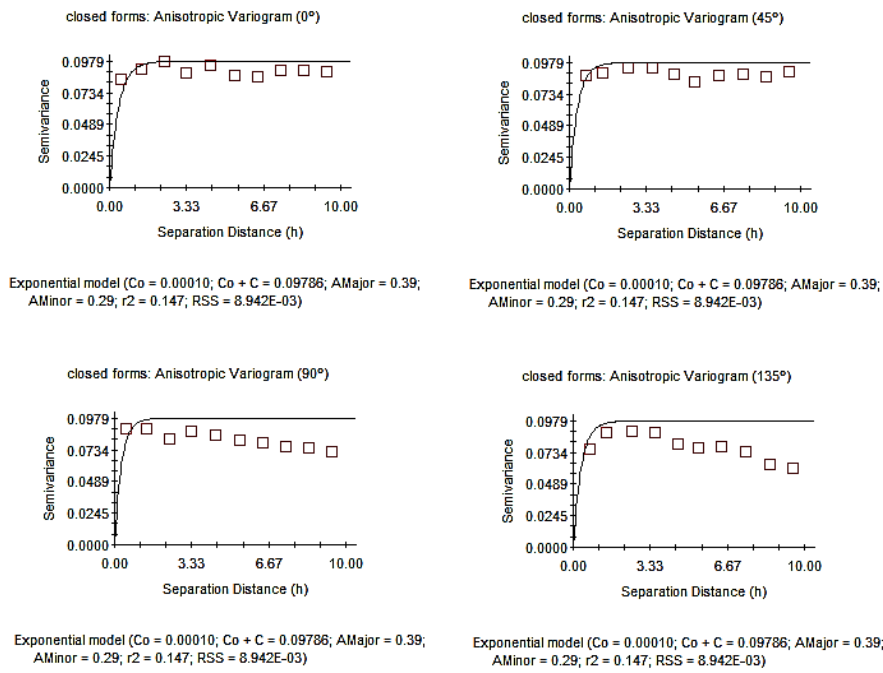 closed forms: Anisotropic Variogram (0º)
0.0979
0.0734
0.0489
0.0245
0.0000
Semivariance
0.00 3.33 6.67 10.00
Separation Distance (h)
Exponential model (Co = 0.00010; Co + C = 0.09786; AMajor = 0.39;
AMinor = 0.29; r2 = 0.147; RSS = 8.942E-03)
closed forms: Anisotropic Variogram (45º)
0.0979
0.0734
0.0489
0.0245
0.0000
Semivariance
0.00 3.33 6.67 10.00
Separation Distance (h)
Exponential model (Co = 0.00010; Co + C = 0.09786; AMajor = 0.39;
AMinor = 0.29; r2 = 0.147; RSS = 8.942E-03)
closed forms: Anisotropic Variogram (90º)
0.0979
0.0734
0.0489
0.0245
0.0000
Semivariance
0.00 3.33 6.67 10.00
Separation Distance (h)
Exponential model (Co = 0.00010; Co + C = 0.09786; AMajor = 0.39;
AMinor = 0.29; r2 = 0.147; RSS = 8.942E-03)
closed forms: Anisotropic Variogram (135º)
0.0979
0.0734
0.0489
0.0245
0.0000
Semivariance
0.00 3.33 6.67 10.00
Separation Distance (h)
Exponential model (Co = 0.00010; Co + C = 0.09786; AMajor = 0.39;
AMinor = 0.29; r2 = 0.147; RSS = 8.942E-03)